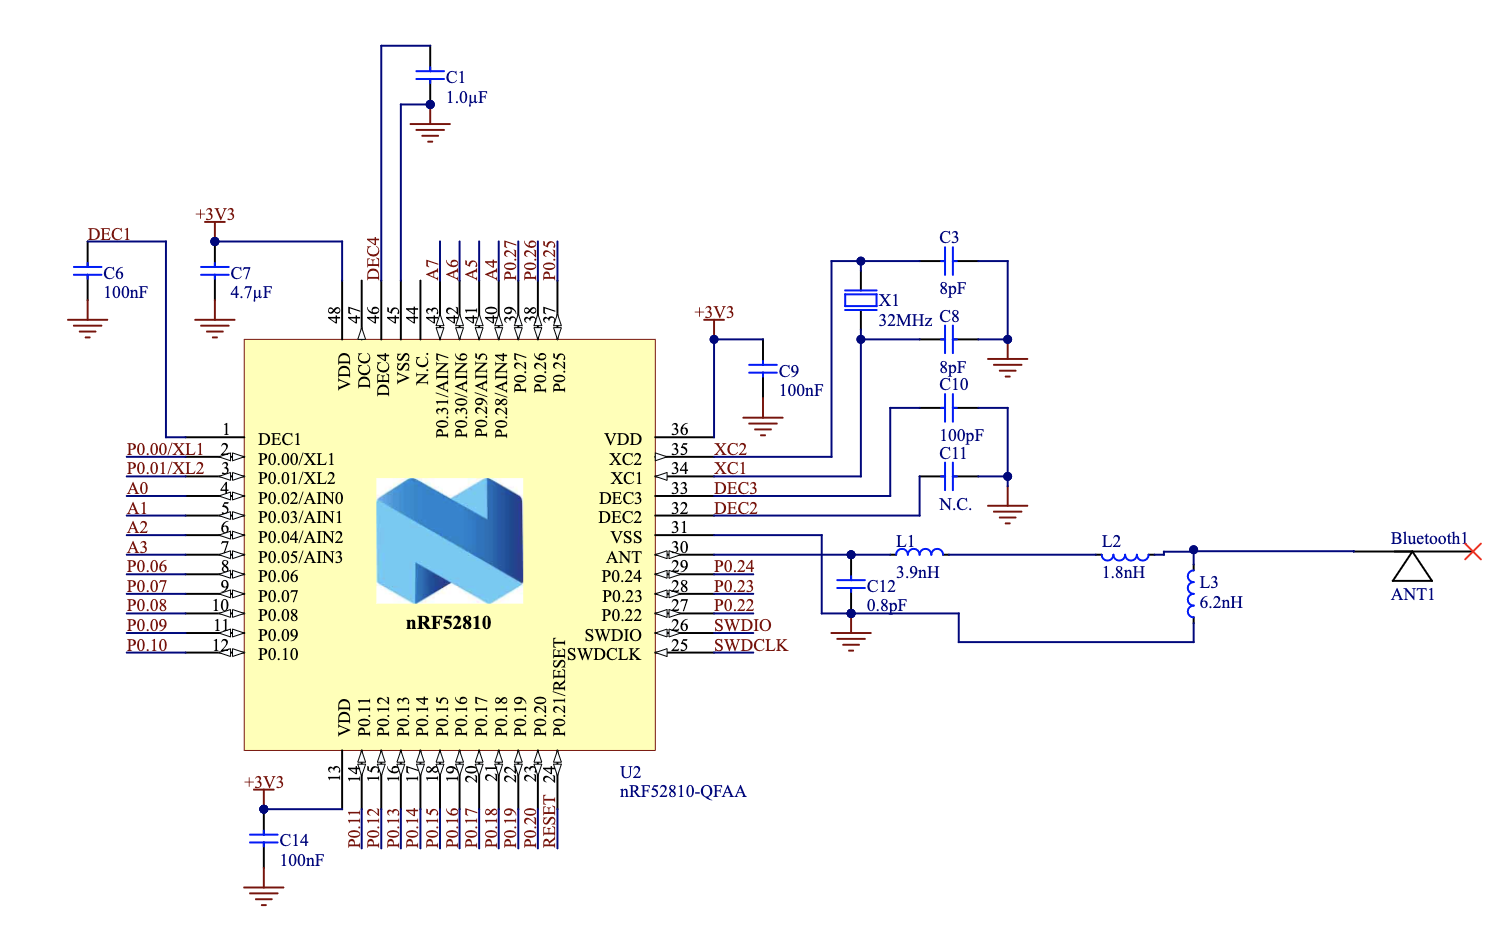 C1
1.0µF
+3V3
DEC1
C6
100nF
C7
4.7µF
DEC4
A7
A6
A5
A4
P0.27
P0.26
P0.25
48
47
46
45
44
43
42
41
40
39
38
37
VDD
DCC
DEC4
VSS
N.C.
P0.31/AIN7
P0.30/AIN6
P0.29/AIN5
P0.28/AIN4
P0.27
P0.26
P0.25
+3V3
C9
100nF
C3
8pF
X1
32MHz
C8
8pF
C10
100pF
C11
N.C.
1 DEC1
P0.00/XL1 2 P0.00/XL1
P0.01/XL2 3 P0.01/XL2
A0 4 P0.02/AIN0
A1 5 P0.03/AIN1
A2 6 P0.04/AIN2
A3 7 P0.05/AIN3
P0.06 8 P0.06
P0.07 9 P0.07
P0.08 10 P0.08
P0.09 11 P0.09
P0.10 12 P0.10
nRF52810
VDD 36
XC2 35 XC2
XC1 34 XC1
DEC3 33 DEC3
DEC2 32 DEC2
VSS 31
ANT 30
P0.24 29 P0.24
P0.23 28 P0.23
P0.22 27 P0.22
SWDIO 26 SWDIO
SWDCLK 25 SWDCLK
C12
0.8pF
L1
3.9nH
L2
1.8nH
L3
6.2nH
Bluetooth1
ANT1
VDD
P0.11
P0.12
P0.13
P0.14
P0.15
P0.16
P0.17
P0.18
P0.19
P0.20
P0.21/RESET
13
14
15
16
17
18
19
20
21
22
23
24
P0.11
P0.12
P0.13
P0.14
P0.15
P0.16
P0.17
P0.18
P0.19
P0.20
RESET
U2
nRF52810-QFAA
+3V3
C14
100nF